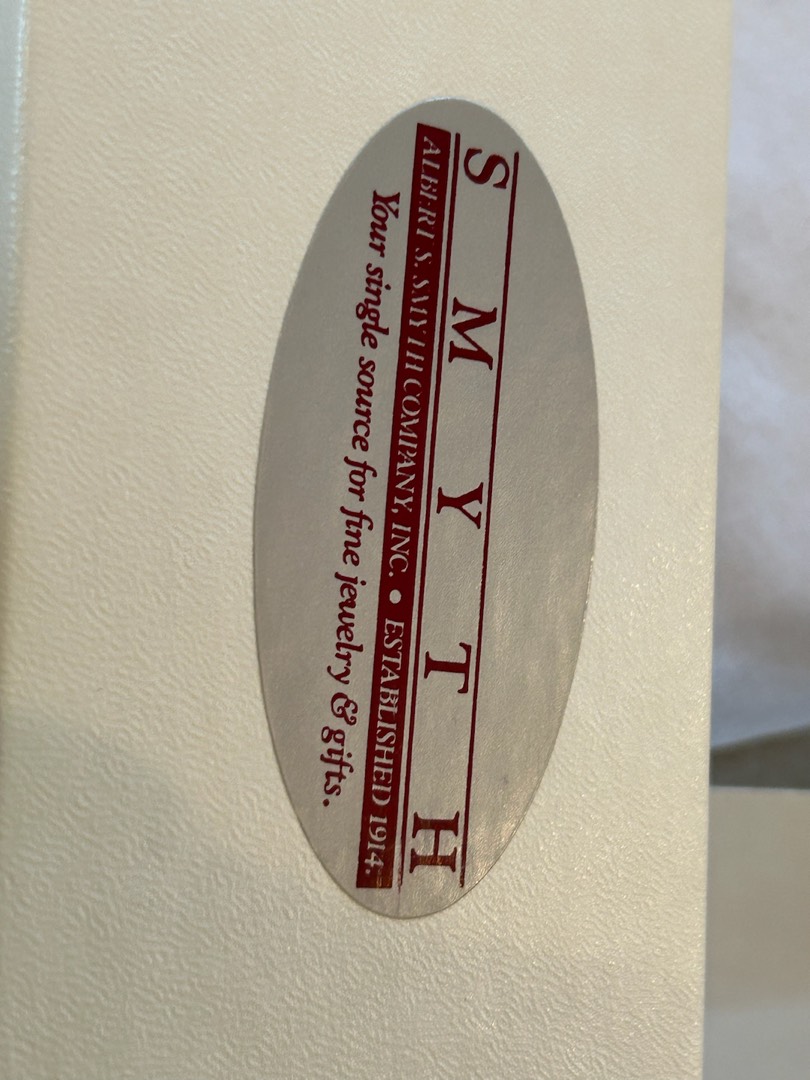 SMYTH
ALBERT S. SMYTH COMPANY, INC. • ESTABLISHED 1914.
Your single source for fine jewelry & gifts.